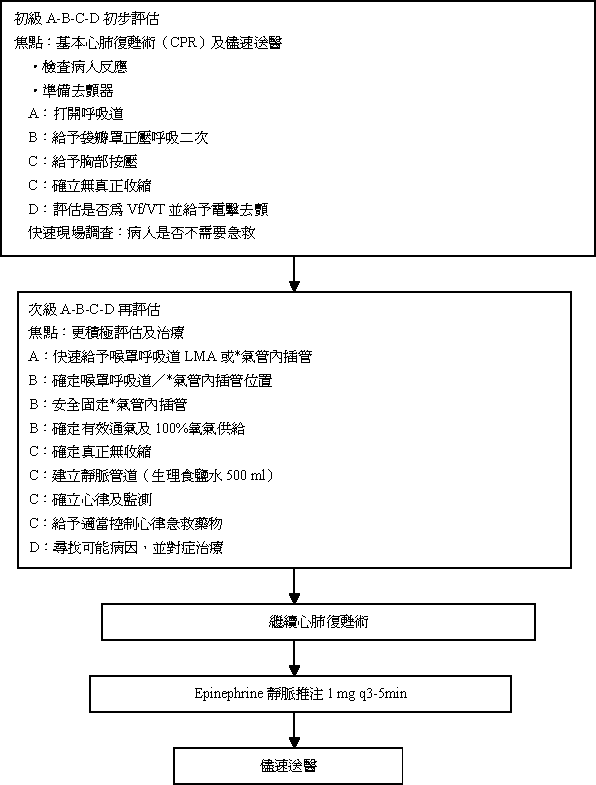 初級 A-B-C-D 初步評估
焦點：基本心肺復甦術（CPR）及儘速送醫
・檢查病人反應
・準備去顫器
A：打開呼吸道
B：給予袋瓣罩正壓呼吸二次
C：給予胸部按壓
C：確立無真正收縮
D：評估是否為 Vf/VT 並給予電擊去顫
快速現場調查：病人是否不需要急救
次級 A-B-C-D 再評估
焦點：更積極評估及治療
A：快速給予喉罩呼吸道 LMA 或*氣管內插管
B：確定喉罩呼吸道／*氣管內插管位置
B：安全固定*氣管內插管
B：確定有效通氣及 100%氧氣供給
C：確定真正無收縮
C：建立靜脈管道（生理食鹽水 500 ml）
C：確立心律及監測
C：給予適當控制心律急救藥物
D：尋找可能病因，並對症治療
繼續心肺復甦術
Epinephrine 靜脈推注 1 mg q3-5min
儘速送醫